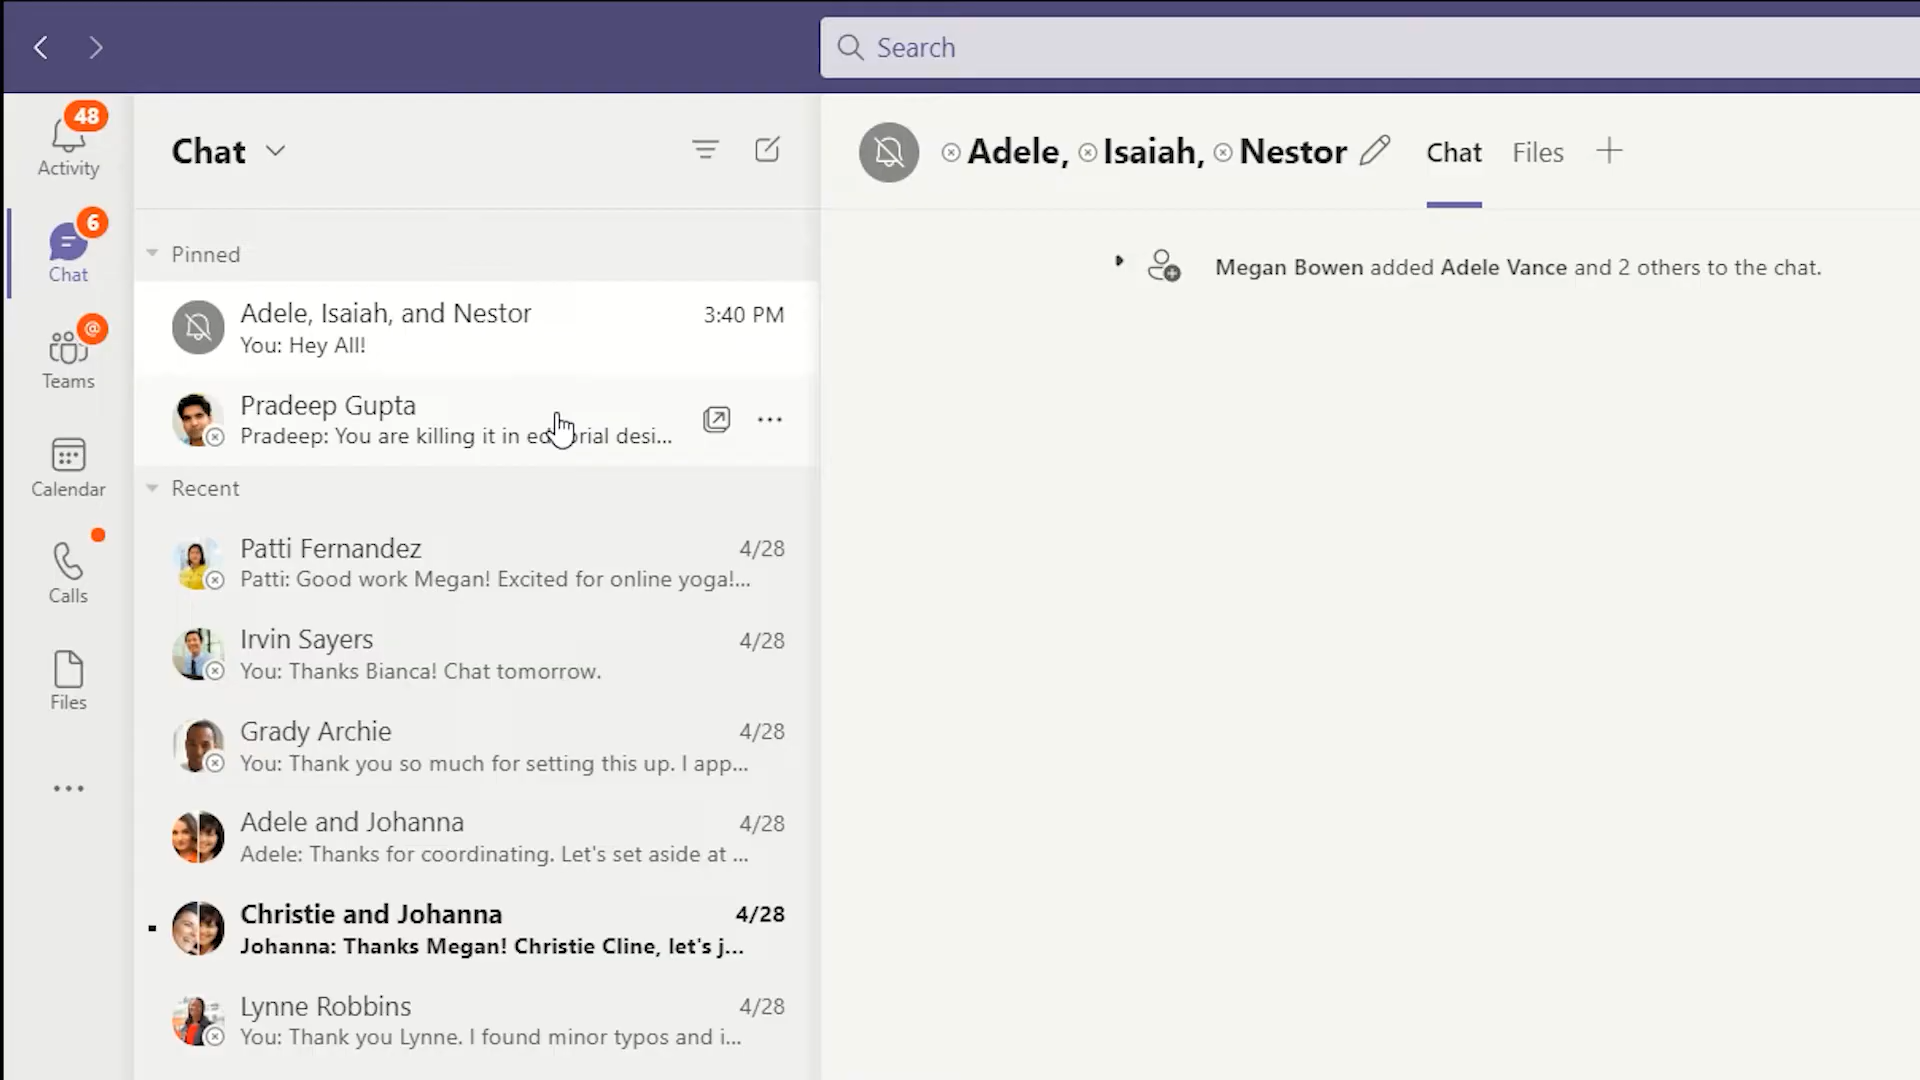 Search
48
Activity
6
Chat
@
Teams
Calendar
Calls
Files
Chat
Pinned
Adele, Isaiah, and Nestor
3:40 PM
You: Hey All!
Pradeep Gupta
Pradeep: You are killing it in editorial desi...
Recent
Patti Fernandez
4/28
Patti: Good work Megan! Excited for online yoga!...
Irvin Sayers
4/28
You: Thanks Bianca! Chat tomorrow.
Grady Archie
4/28
You: Thank you so much for setting this up. I app...
Adele and Johanna
4/28
Adele: Thanks for coordinating. Let's set aside at ...
Christie and Johanna
4/28
Johanna: Thanks Megan! Christie Cline, let's j...
Lynne Robbins
4/28
You: Thank you Lynne. I found minor typos and i...
Adele, Isaiah, Nestor
Chat
Files
Megan Bowen added Adele Vance and 2 others to the chat.